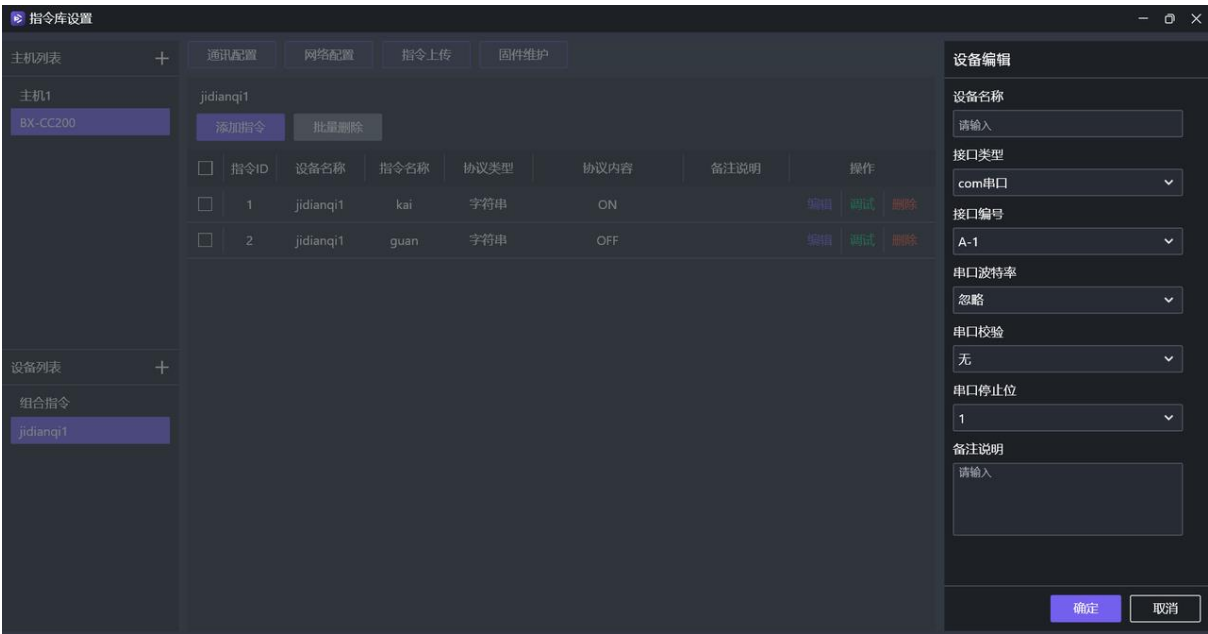 指令库设置
主机列表
主机1
BX-CC200
设备列表
组合指令
jidianqi1
通讯配置 网络配置 指令上传 固件维护
jidianqi1
添加指令 批量删除
指令ID 设备名称 指令名称 协议类型 协议内容 备注说明 操作
1 jidianqi1 kai 字符串 ON 编辑 调试 删除
2 jidianqi1 guan 字符串 OFF 编辑 调试 删除
设备编辑
设备名称
请输入
接口类型
com串口
接口编号
A-1
串口波特率
忽略
串口校验
无
串口停止位
1
备注说明
请输入
确定 取消